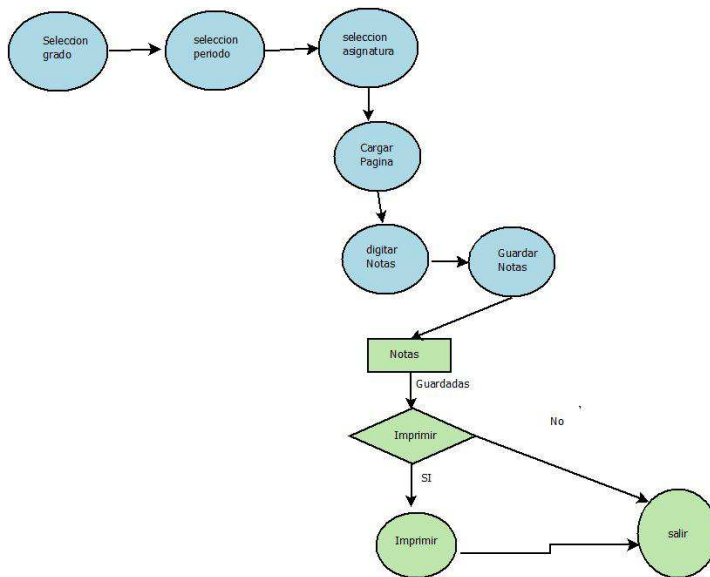 Seleccion
grado
seleccion
periodo
seleccion
asignatura
Cargar
Pagina
digitar
Notas
Guardar
Notas
Notas
Guardadas
Imprimir
No
SI
Imprimir
salir